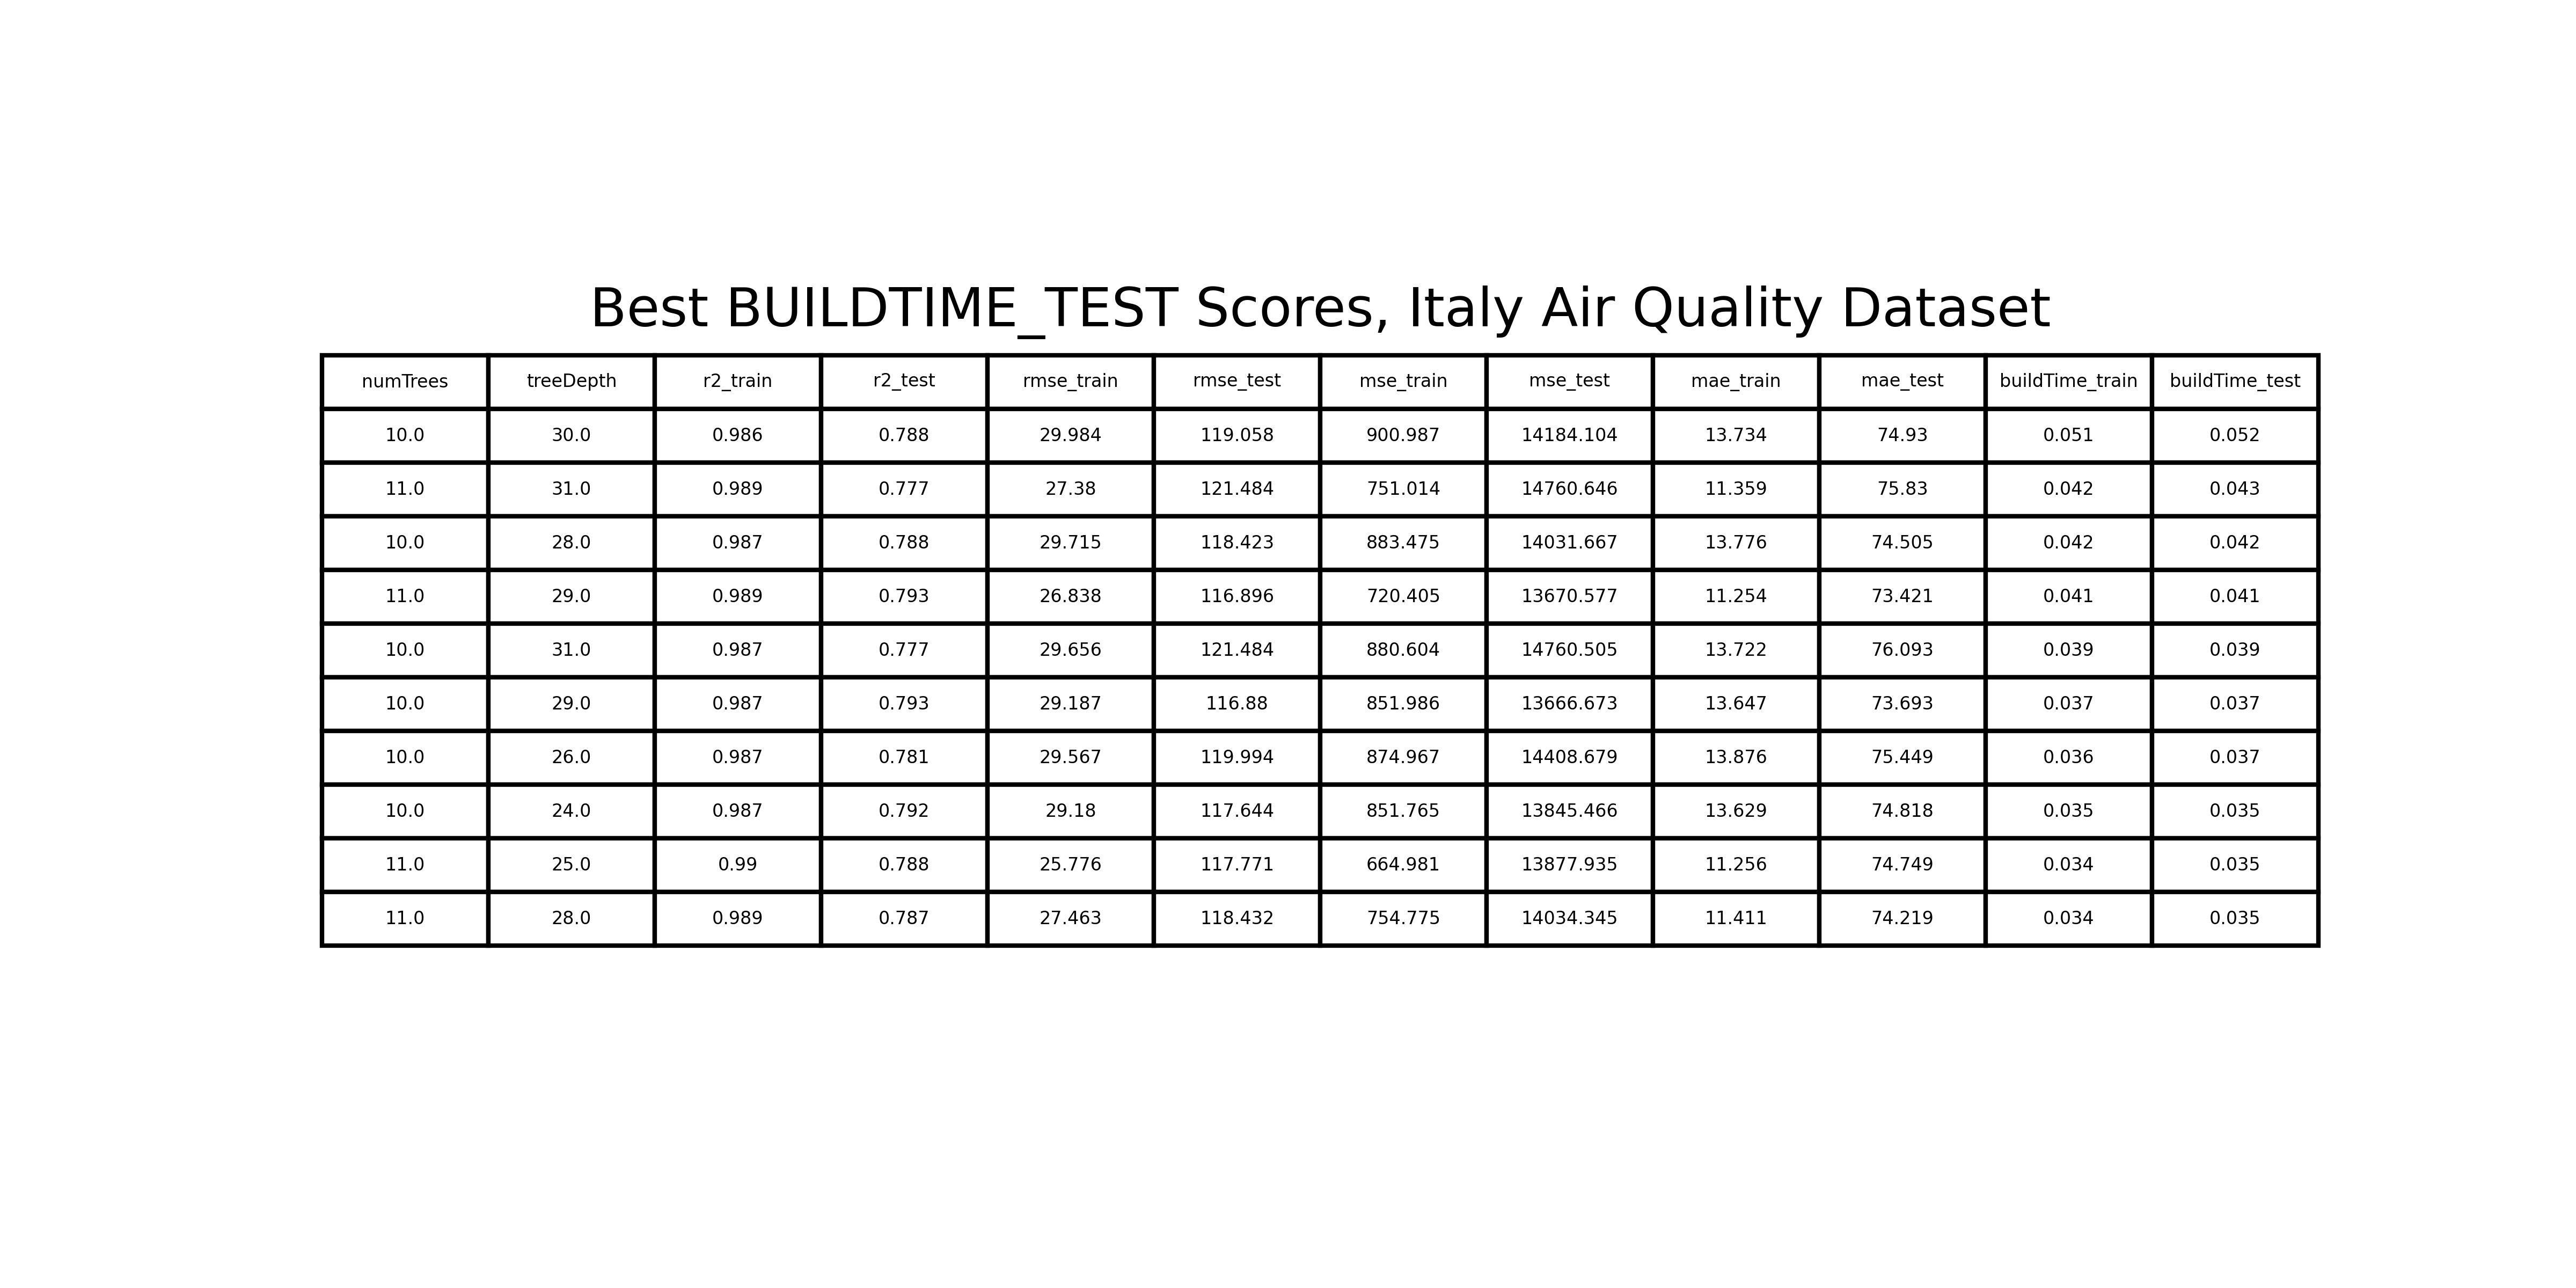 Best BUILDTIME_TEST Scores, Italy Air Quality Dataset
numTrees treeDepth r2_train r2_test rmse_train rmse_test mse_train mse_test mae_train mae_test buildTime_train buildTime_test
10.0 30.0 0.986 0.788 29.984 119.058 900.987 14184.104 13.734 74.93 0.051 0.052
11.0 31.0 0.989 0.777 27.38 121.484 751.014 14760.646 11.359 75.83 0.042 0.043
10.0 28.0 0.987 0.788 29.715 118.423 883.475 14031.667 13.776 74.505 0.042 0.042
11.0 29.0 0.989 0.793 26.838 116.896 720.405 13670.577 11.254 73.421 0.041 0.041
10.0 31.0 0.987 0.777 29.656 121.484 880.604 14760.505 13.722 76.093 0.039 0.039
10.0 29.0 0.987 0.793 29.187 116.88 851.986 13666.673 13.647 73.693 0.037 0.037
10.0 26.0 0.987 0.781 29.567 119.994 874.967 14408.679 13.876 75.449 0.036 0.037
10.0 24.0 0.987 0.792 29.18 117.644 851.765 13845.466 13.629 74.818 0.035 0.035
11.0 25.0 0.99 0.788 25.776 117.771 664.981 13877.935 11.256 74.749 0.034 0.035
11.0 28.0 0.989 0.787 27.463 118.432 754.775 14034.345 11.411 74.219 0.034 0.035